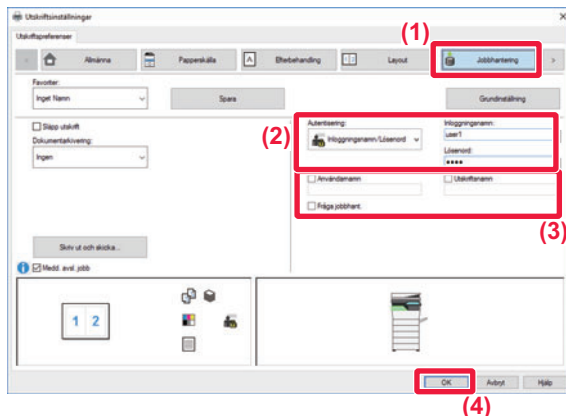 Utskriftsinställningar
Utskriftspreferenser
(1)
Allmänna
Papperskälla
A
Efterbehandling
Layout
Jobbhantering
Favoriter:
Inget Namn
Spara
Grundinställning
Släpp utskrift
Dokumentarkivering:
Ingen
(2)
Autentisering:
Inloggningsnamn/Lösenord
Inloggningsnamn:
user1
Lösenord:
••••
Användarnamn
Utskriftsnamn
Fråga jobbhant.
(3)
Skriv ut och skicka...
Medd. avsl. jobb
1 2
OK
Avbryt
Hjälp
(4)